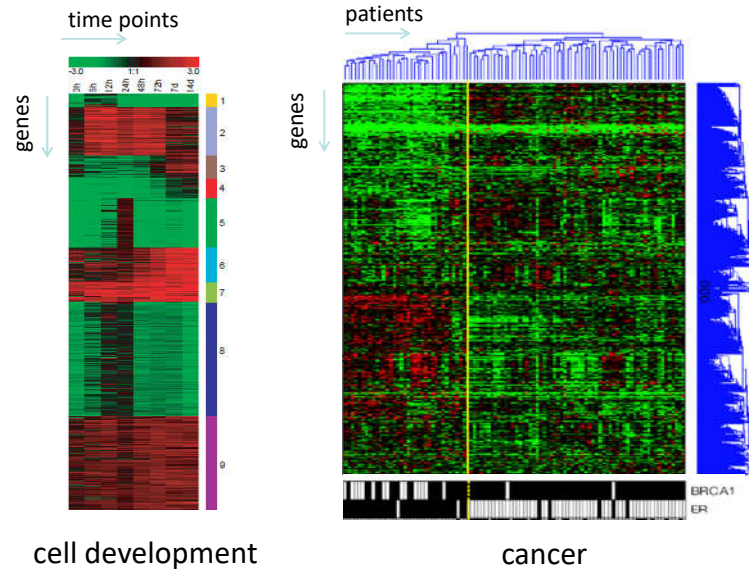 time points
-3.0 1:1 3.0
0h 6h 12h 24h 48h 72h 7d 14d
genes
1
2
3
4
5
6
7
8
9
cell development
patients
genes
BRCA1
ER
cancer